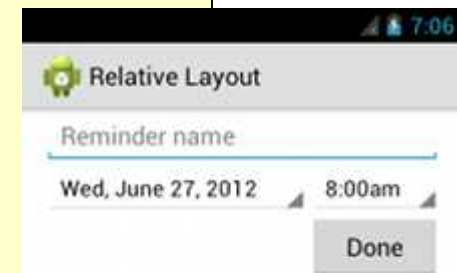 7:06
Relative Layout
Reminder name
Wed, June 27, 2012 8:00am
Done